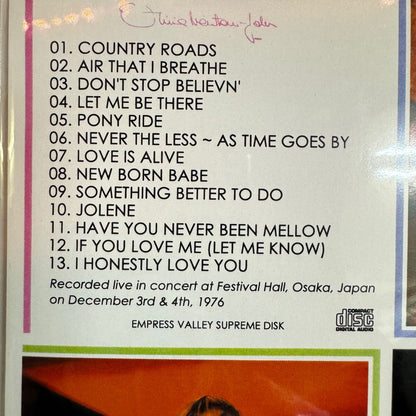 Olivia Newton-John
01. COUNTRY ROADS
02. AIR THAT I BREATHE
03. DON'T STOP BELIEVN'
04. LET ME BE THERE
05. PONY RIDE
06. NEVER THE LESS ~ AS TIME GOES BY
07. LOVE IS ALIVE
08. NEW BORN BABE
09. SOMETHING BETTER TO DO
10. JOLENE
11. HAVE YOU NEVER BEEN MELLOW
12. IF YOU LOVE ME (LET ME KNOW)
13. I HONESTLY LOVE YOU
Recorded live in concert at Festival Hall, Osaka, Japan
on December 3rd & 4th, 1976
EMPRESS VALLEY SUPREME DISK
COMPACT
disc
DIGITAL AUDIO